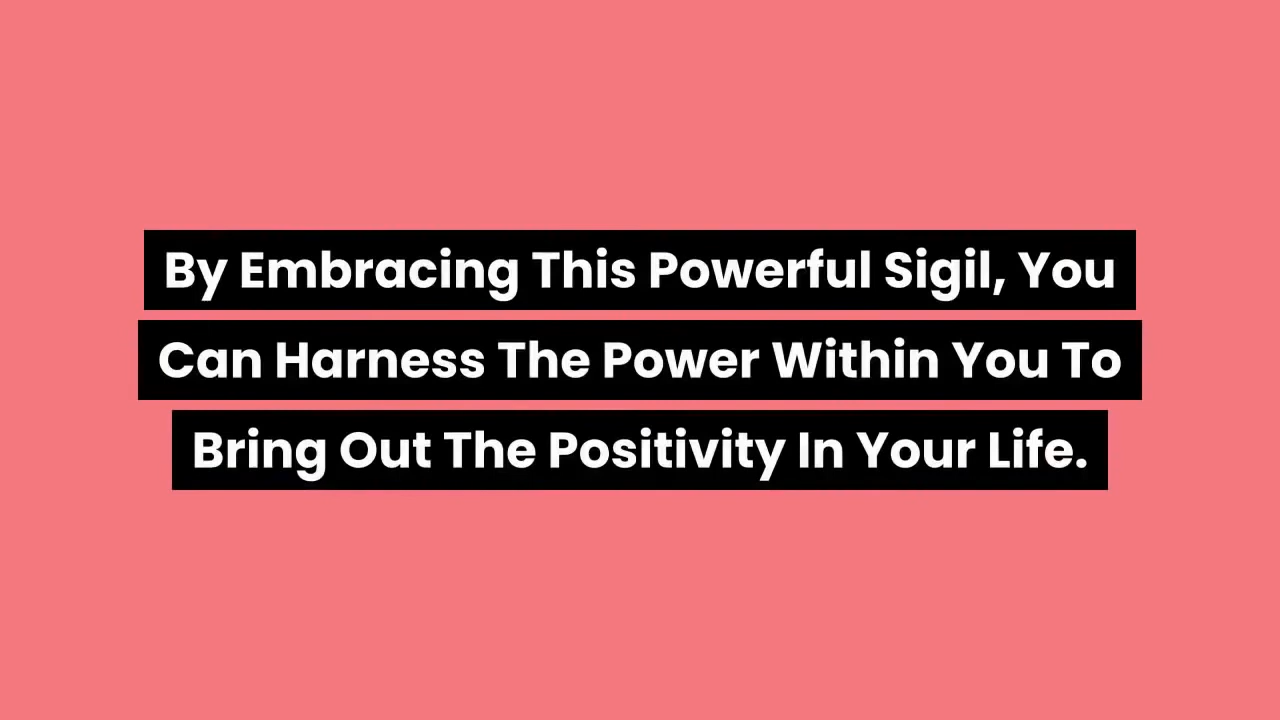 By Embracing This Powerful Sigil, You
Can Harness The Power Within You To
Bring Out The Positivity In Your Life.